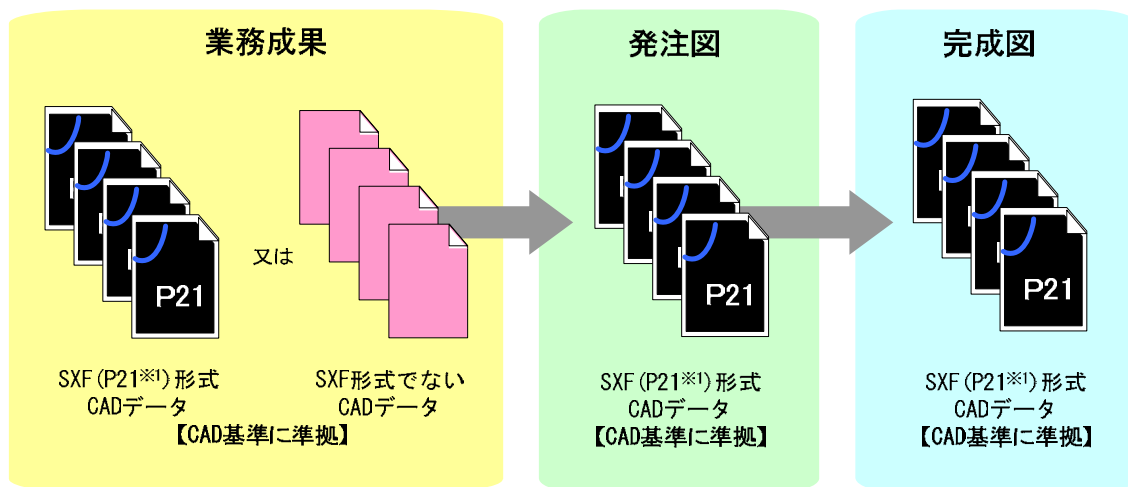 業務成果
P21
又は
SXF(P21※1)形式
CADデータ
SXF形式でない
CADデータ
【CAD基準に準拠】
発注図
P21
SXF(P21※1)形式
CADデータ
【CAD基準に準拠】
完成図
P21
SXF(P21※1)形式
CADデータ
【CAD基準に準拠】